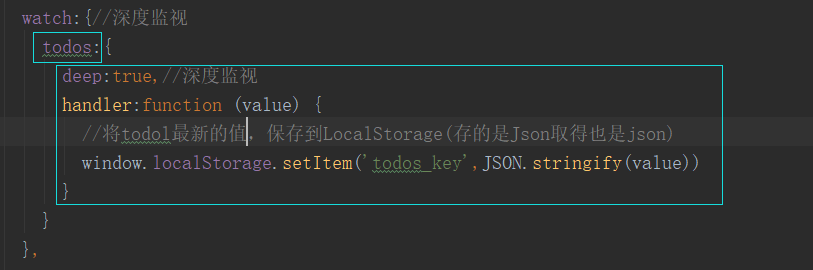 watch:{//深度监视
todos:{
deep:true,//深度监视
handler:function (value) {
//将todol最新的值，保存到LocalStorage(存的是Json取得也是json)
window.localStorage.setItem('todos_key',JSON.stringify(value))
}
}
},